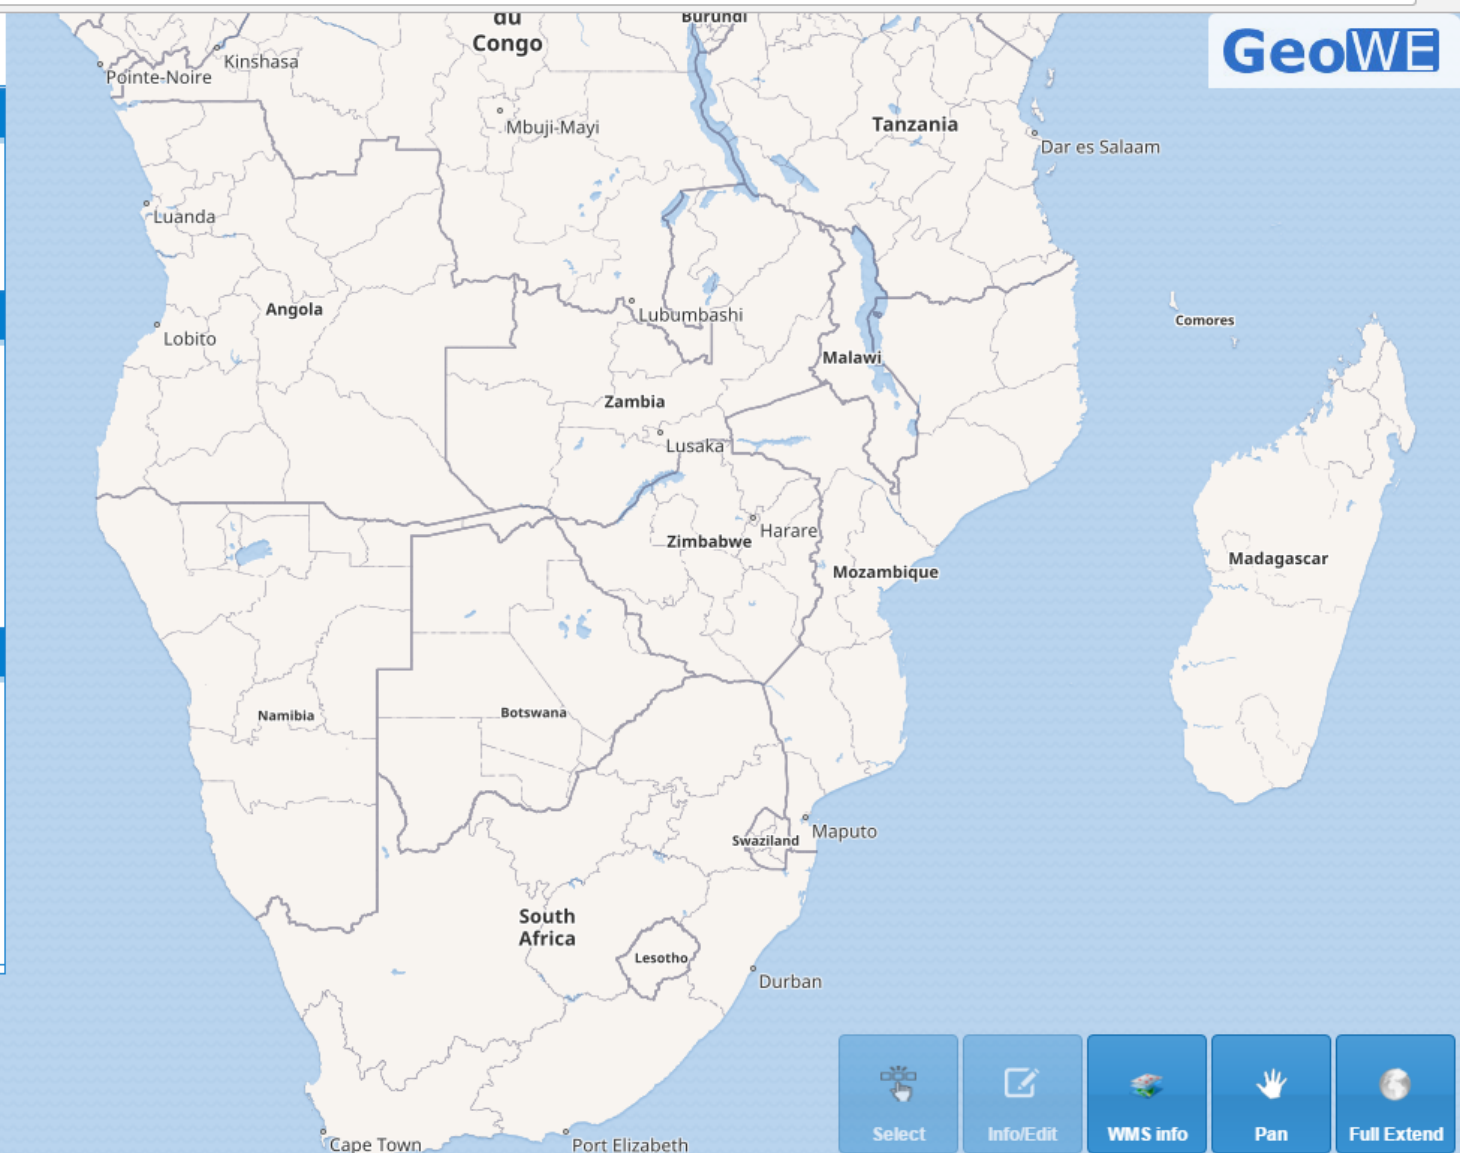 du
Congo
Burundi
GeoWE
Kinshasa
Pointe-Noire
Mbuji-Mayi
Tanzania
Dar es Salaam
Luanda
Angola
Lubumbashi
Comores
Lobito
Malawi
Zambia
Lusaka
Harare
Zimbabwe
Mozambique
Madagascar
Namibia
Botswana
Swaziland
Maputo
South
Africa
Lesotho
Durban
Cape Town
Port Elizabeth
Select
Info/Edit
WMS info
Pan
Full Extend